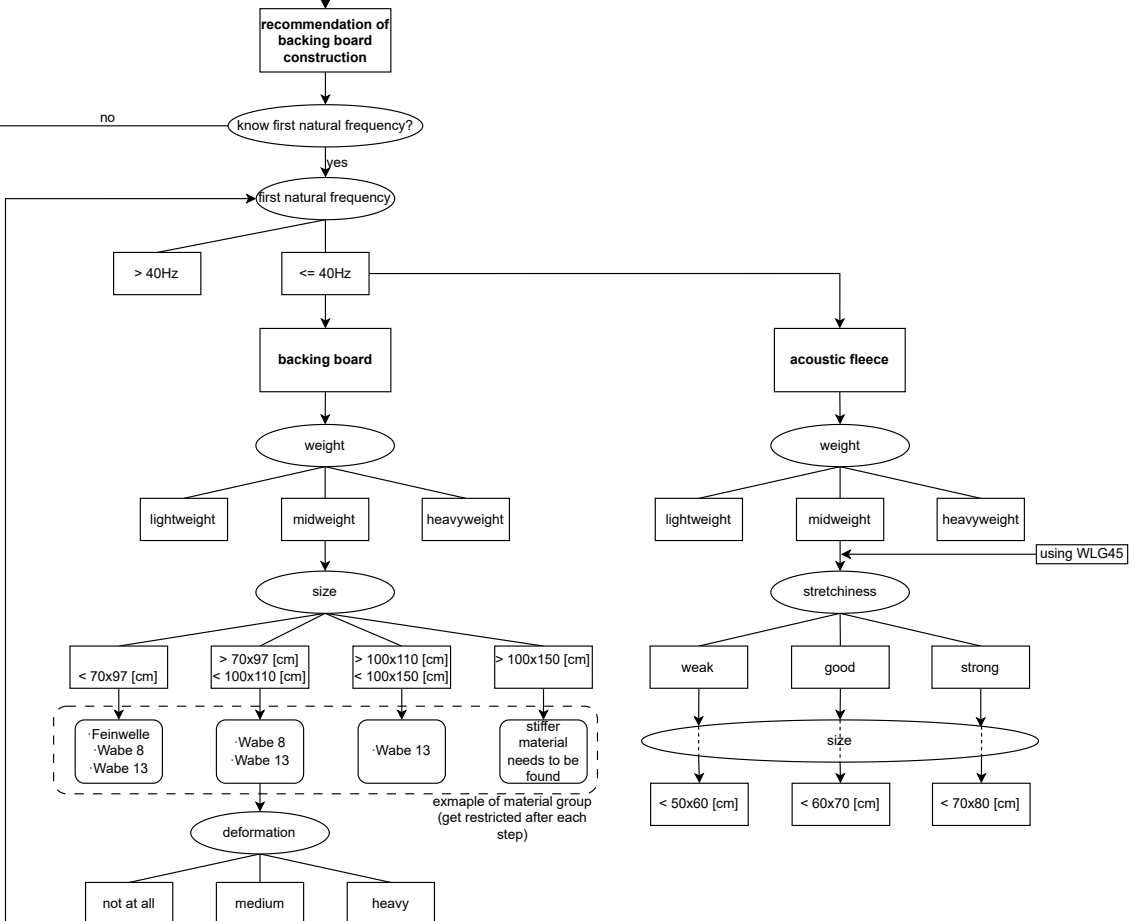 recommendation of
backing board
construction
no
know first natural frequency?
yes
first natural frequency
> 40Hz
<= 40Hz
backing board
acoustic fleece
weight
weight
lightweight
midweight
heavyweight
lightweight
midweight
heavyweight
using WLG45
size
stretchiness
< 70x97 [cm]
> 70x97 [cm]
< 100x110 [cm]
> 100x110 [cm]
< 100x150 [cm]
> 100x150 [cm]
weak
good
strong
·Feinwelle
·Wabe 8
·Wabe 13
·Wabe 8
·Wabe 13
·Wabe 13
stiffer
material
needs to be
found
size
< 50x60 [cm]
< 60x70 [cm]
< 70x80 [cm]
exmaple of material group
(get restricted after each
step)
deformation
not at all
medium
heavy